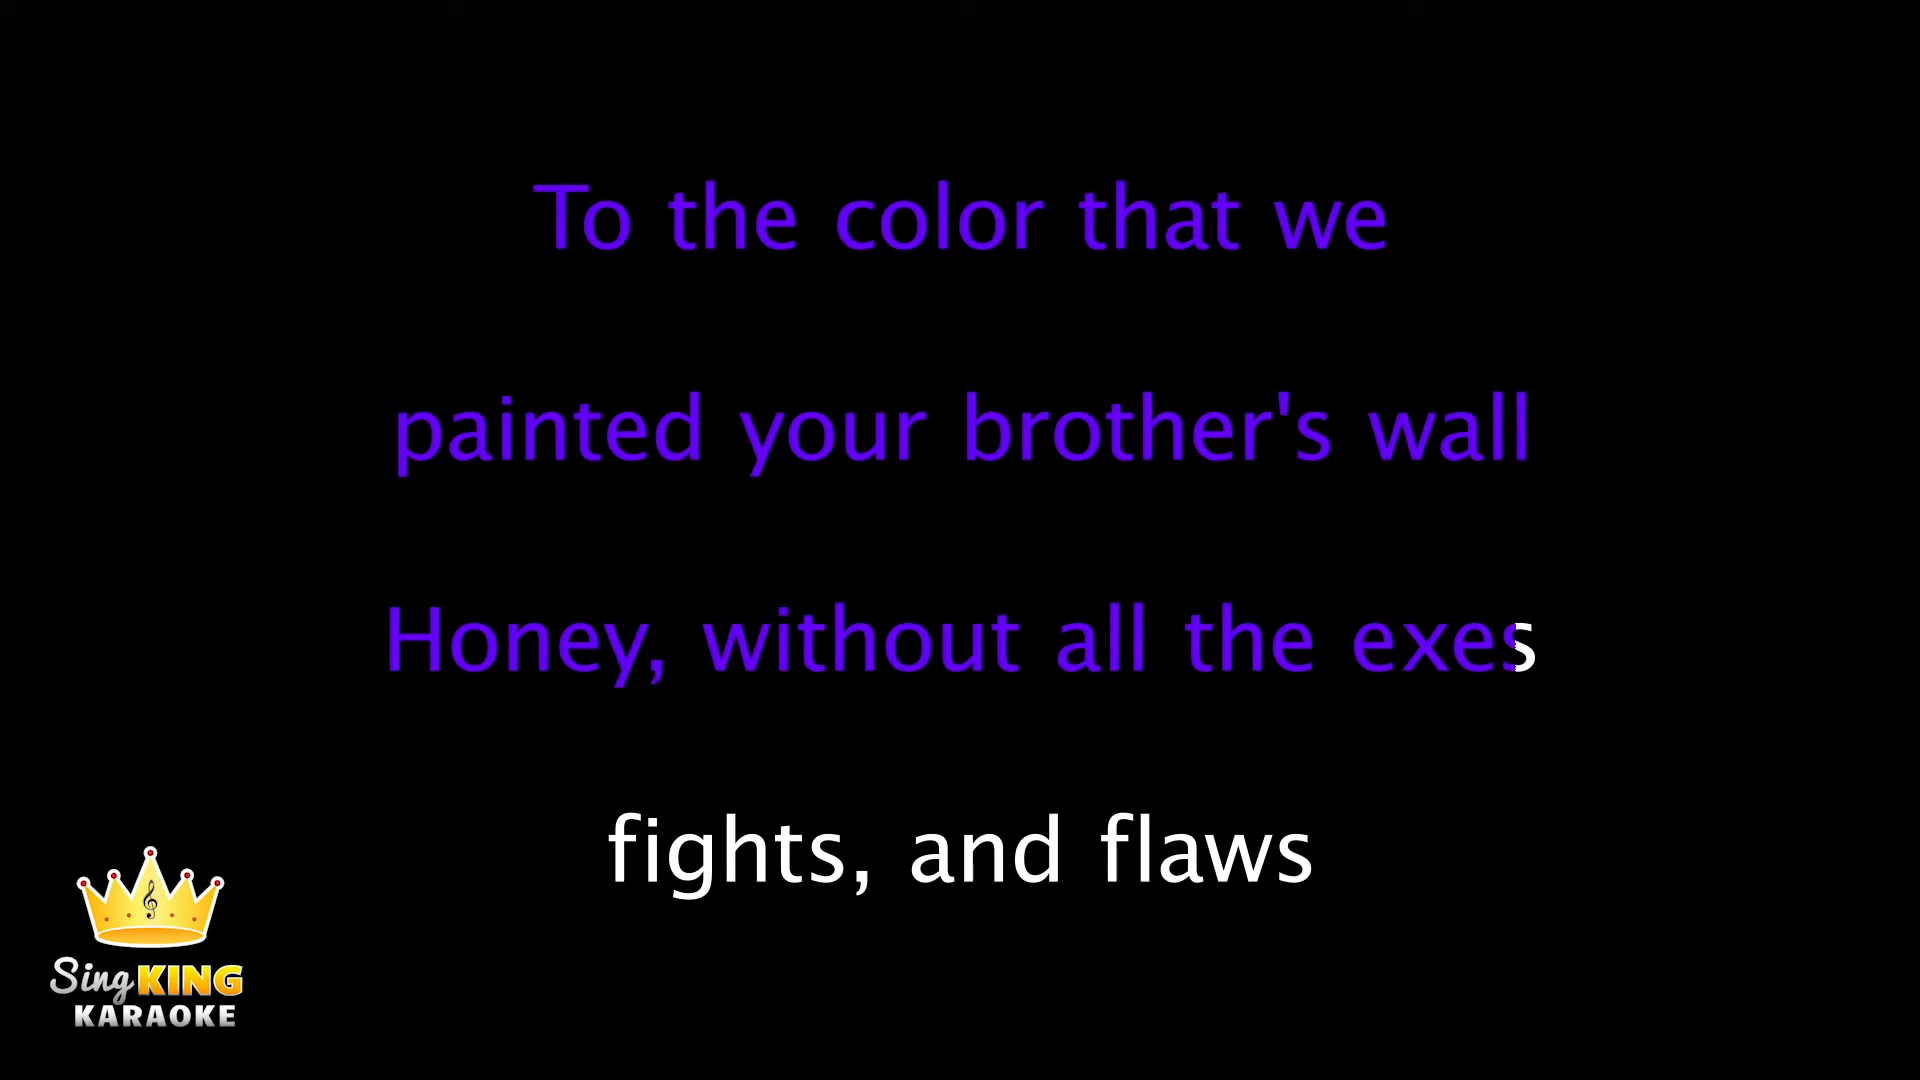 To the color that we
painted your brother's wall
Honey, without all the exes
fights, and flaws
Sing KING
KARAOKE